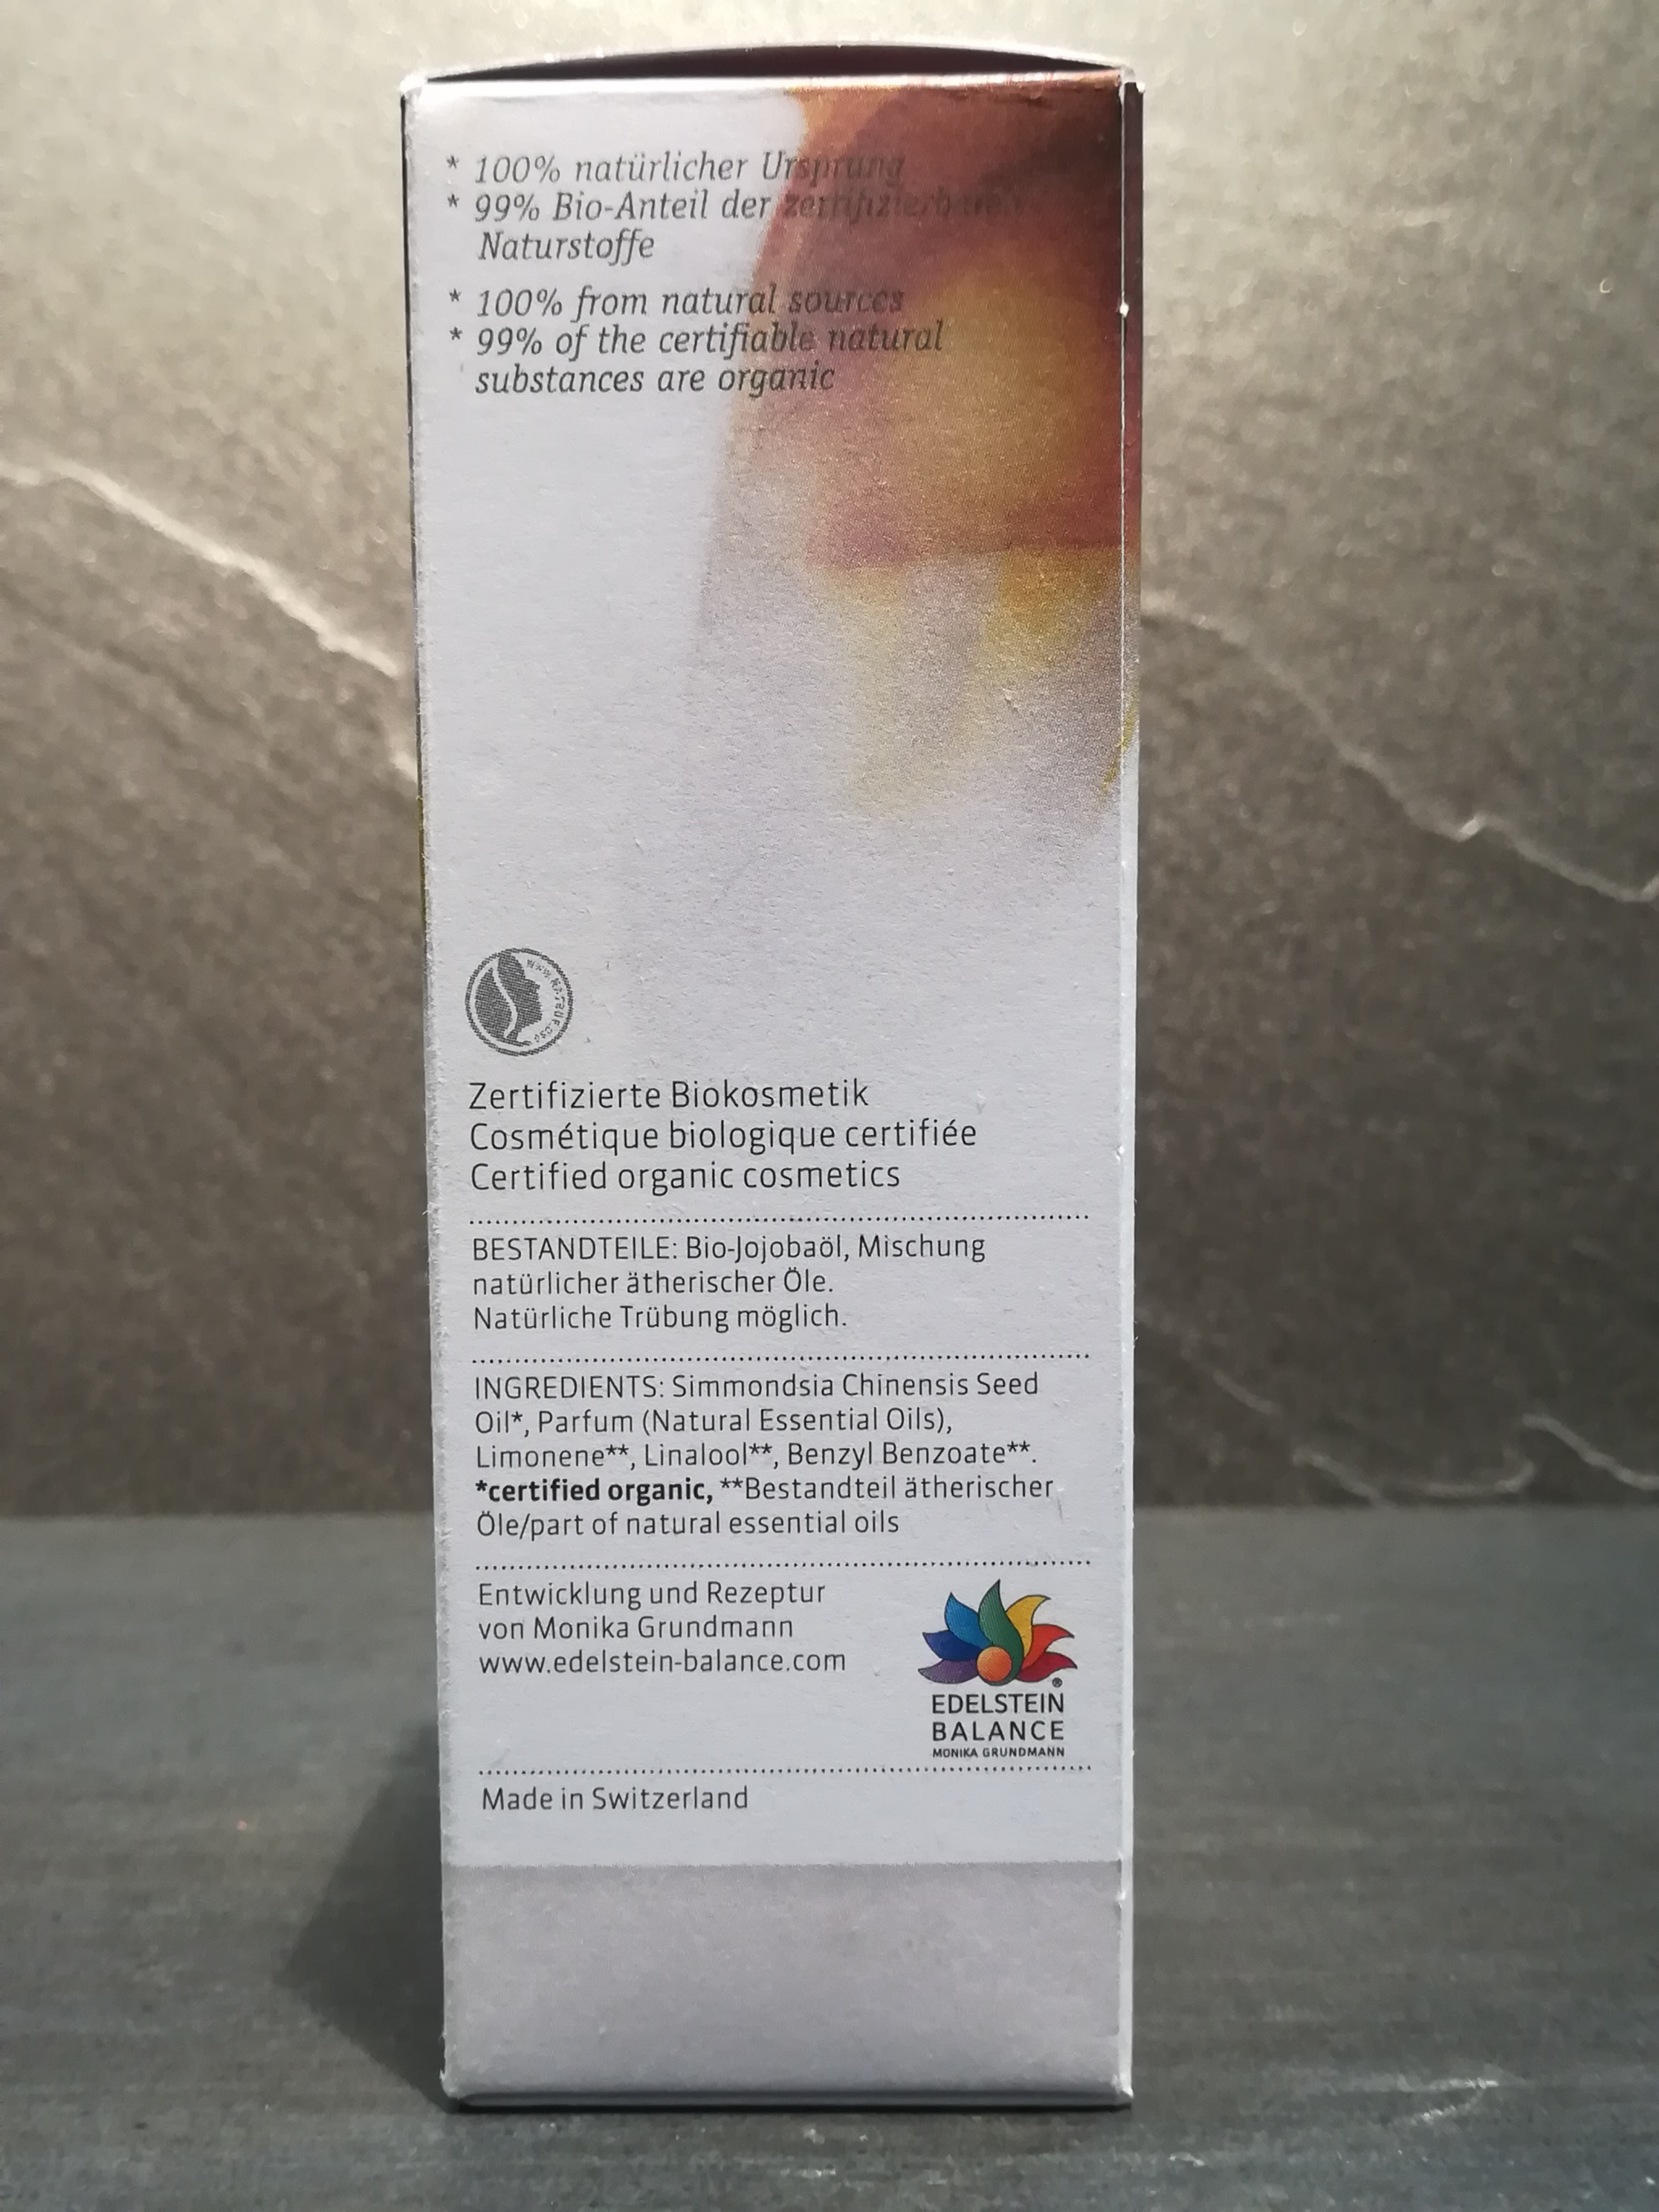 * 100% natürlicher Ursprung
* 99% Bio-Anteil der zertifizierbaren
Naturstoffe
* 100% from natural sources
* 99% of the certifiable natural
substances are organic
www.NATRUE.org
Zertifizierte Biokosmetik
Cosmétique biologique certifiée
Certified organic cosmetics
BESTANDTEILE: Bio-Jojobaöl, Mischung
natürlicher ätherischer Öle.
Natürliche Trübung möglich.
INGREDIENTS: Simmondsia Chinensis Seed
Oil*, Parfum (Natural Essential Oils),
Limonene**, Linalool**, Benzyl Benzoate**.
*certified organic, **Bestandteil ätherischer
Öle/part of natural essential oils
Entwicklung und Rezeptur
von Monika Grundmann
www.edelstein-balance.com
®
EDELSTEIN
BALANCE
MONIKA GRUNDMANN
Made in Switzerland